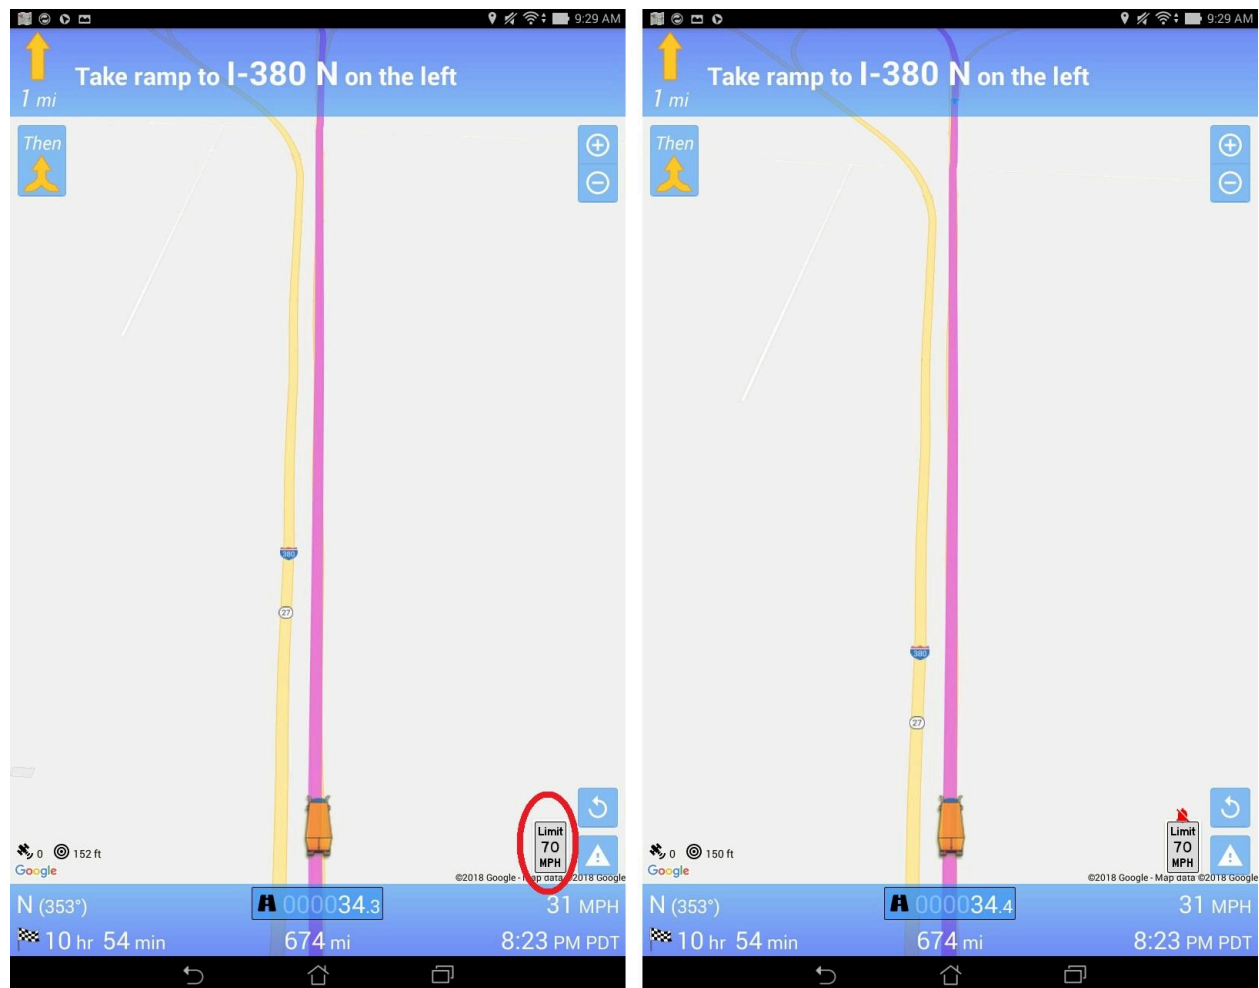 9:29 AM
Take ramp to I-380 N on the left
1 mi
Then
380
27
Limit
70
MPH
0 152 ft
Google
©2018 Google - Map data ©2018 Google
N (353°)
000034.3
31 MPH
10 hr 54 min
674 mi
8:23 PM PDT
9:29 AM
Take ramp to I-380 N on the left
1 mi
Then
380
27
Limit
70
MPH
0 150 ft
Google
©2018 Google - Map data ©2018 Google
N (353°)
000034.4
31 MPH
10 hr 54 min
674 mi
8:23 PM PDT